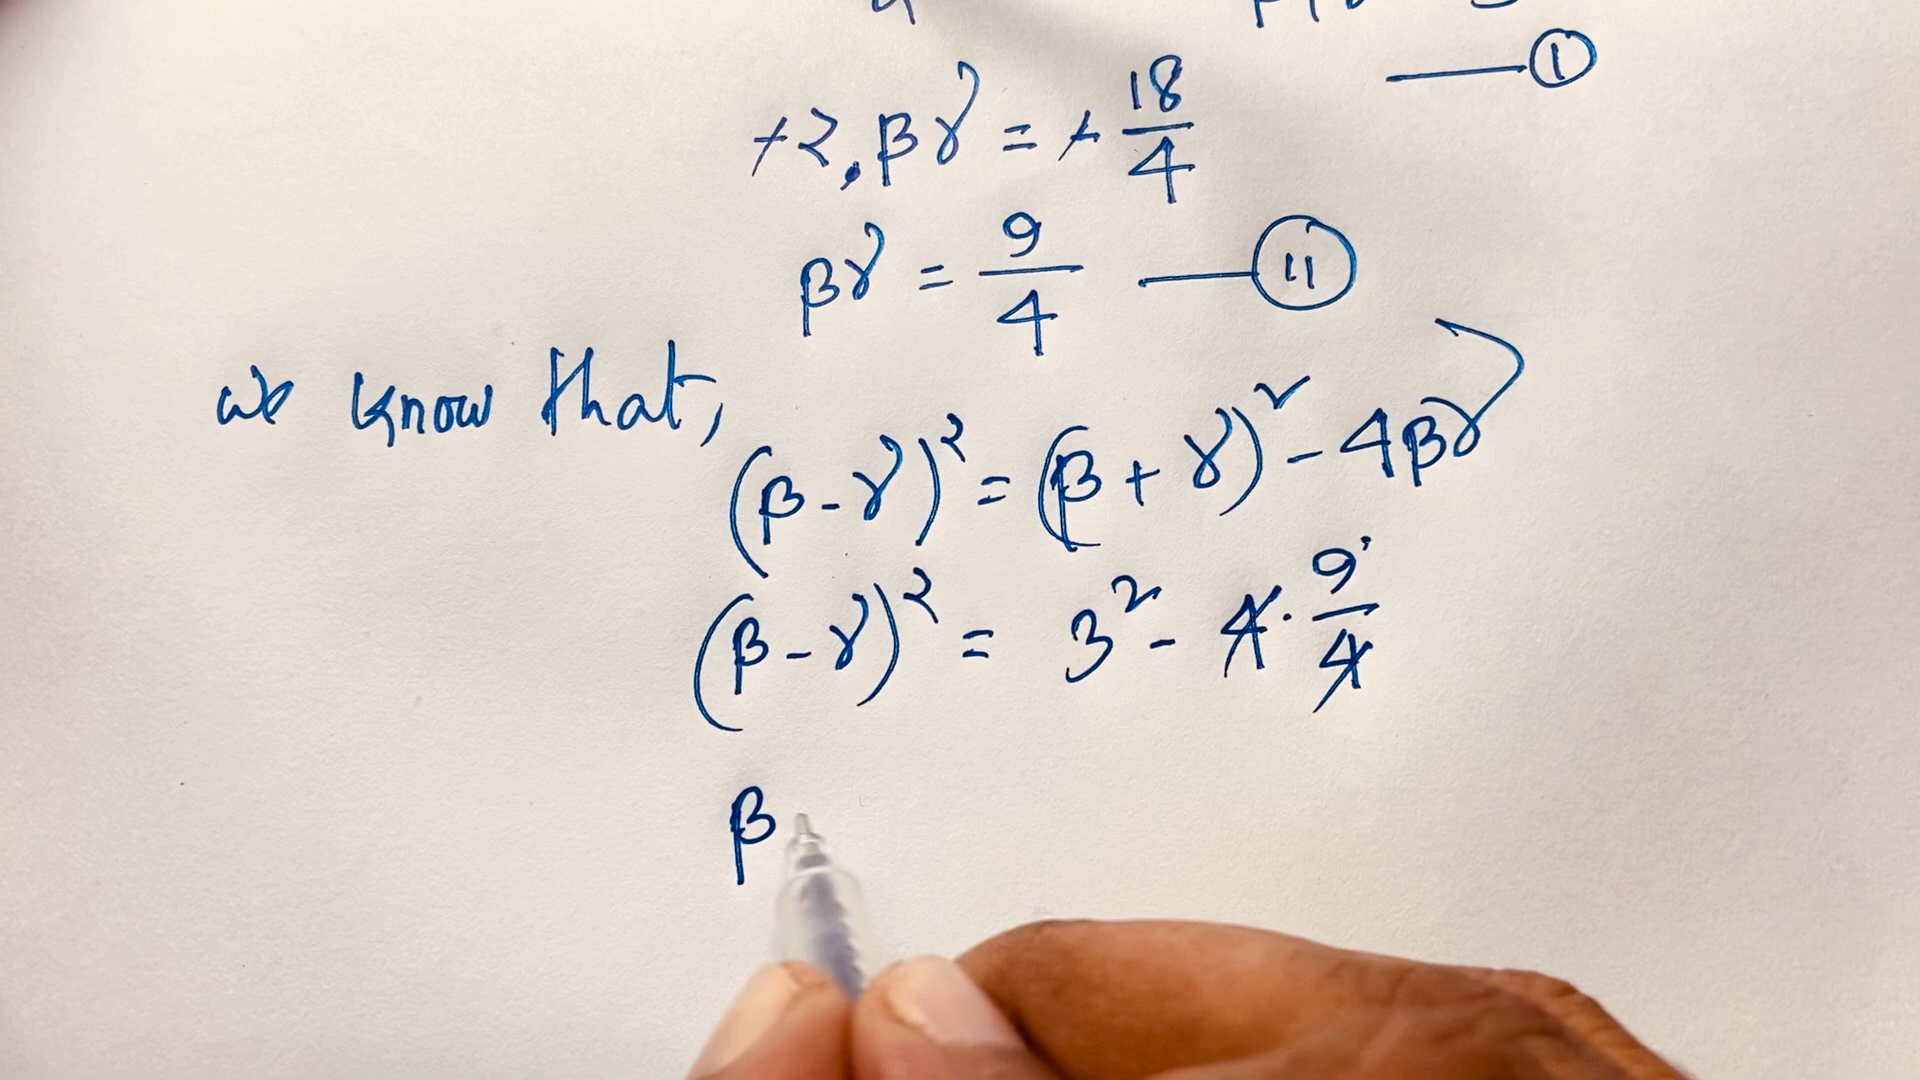 ①
+2.βγ = + 18/4
βγ = 9/4 — ⑪
we know that,
(β-γ)² = (β+γ)² - 4βγ
(β-γ)² = 3² - 4·9/4
β